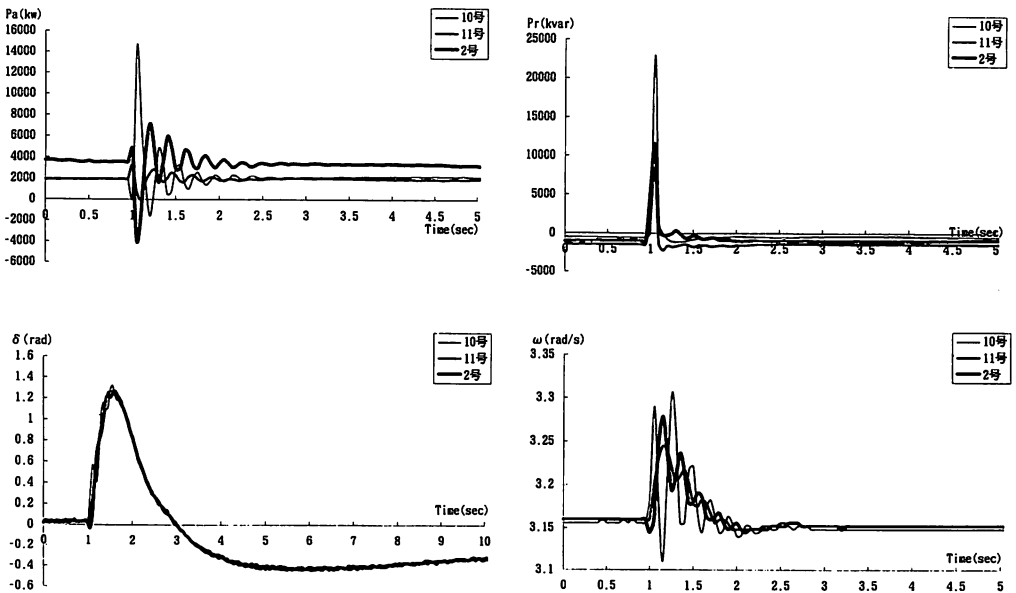 Pa(kw)
10号
11号
2号
16000
14000
12000
10000
8000
6000
4000
2000
0
-2000
-4000
-6000
0 0.5 1 1.5 2 2.5 3 3.5 4 4.5 5
Time(sec)
Pr(kvar)
10号
11号
2号
25000
20000
15000
10000
5000
0
-5000
Time(sec)
0 0.5 1 1.5 2 2.5 3 3.5 4 4.5 5
δ(rad)
10号
11号
2号
1.6
1.4
1.2
1
0.8
0.6
0.4
0.2
0
-0.2
-0.4
-0.6
Time(sec)
0 1 2 3 4 5 6 7 8 9 10
ω(rad/s)
10号
11号
2号
3.35
3.3
3.25
3.2
3.15
3.1
Time(sec)
0 0.5 1 1.5 2 2.5 3 3.5 4 4.5 5